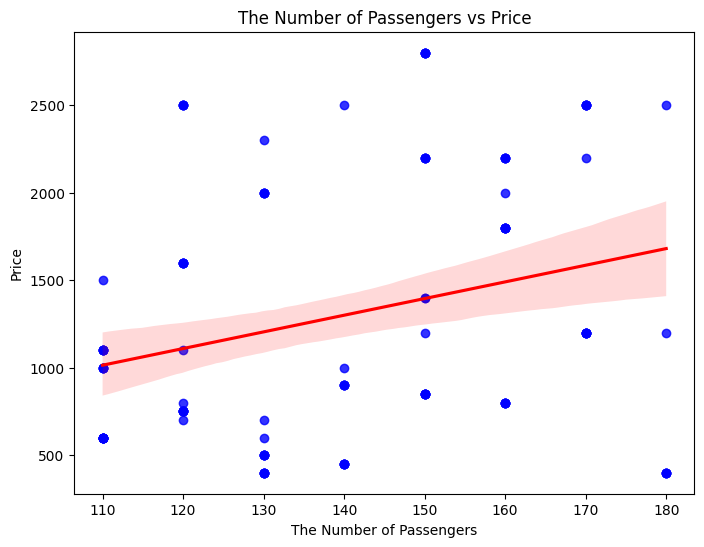 The Number of Passengers vs Price
Price
2500
2000
1500
1000
500
110 120 130 140 150 160 170 180
The Number of Passengers